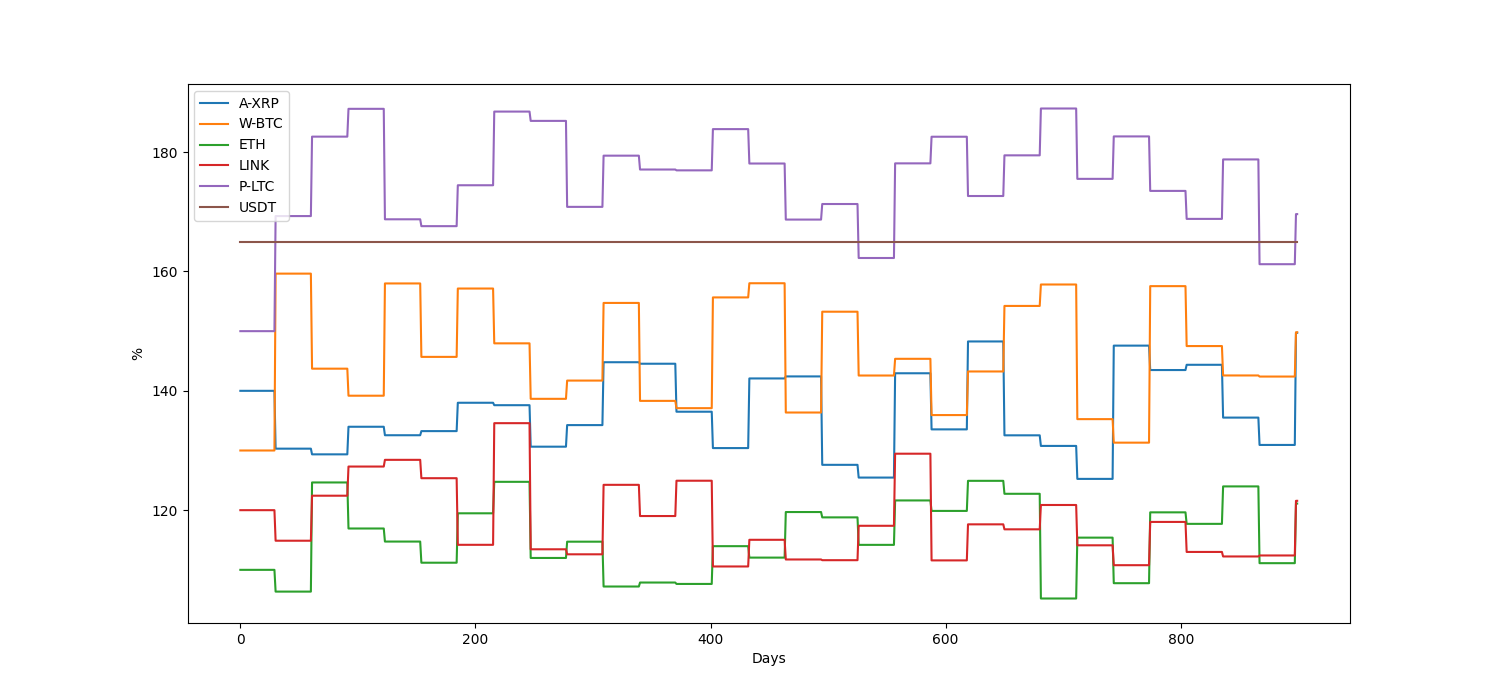 A-XRP
W-BTC
ETH
LINK
P-LTC
USDT
180
160
140
120
%
0 200 400 600 800
Days